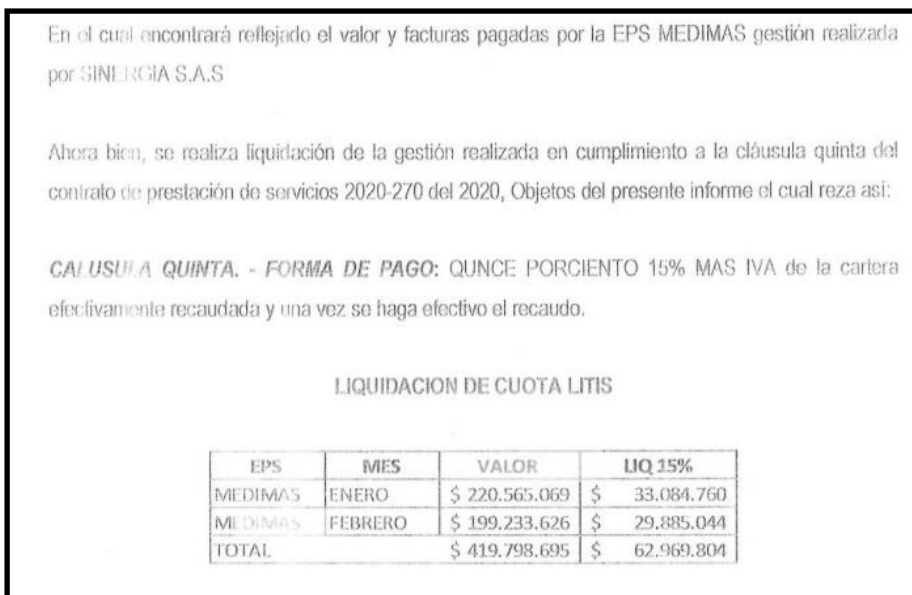 En el cual encontrará reflejado el valor y facturas pagadas por la EPS MEDIMAS gestión realizada
por SINERGIA S.A.S
Ahora bien, se realiza liquidación de la gestión realizada en cumplimiento a la cláusula quinta del
contrato de prestación de servicios 2020-270 del 2020, Objetos del presente informe el cual reza asi:
CALUSULA QUINTA. - FORMA DE PAGO: QUNCE PORCIENTO 15% MAS IVA de la cartera
efectivamente recaudada y una vez se haga efectivo el recaudo.
LIQUIDACION DE CUOTA LITIS
EPS MES VALOR LIQ 15%
MEDIMAS ENERO $ 220.565.069 $ 33.084.760
MEDIMAS FEBRERO $ 199.233.626 $ 29.885.044
TOTAL $ 419.798.695 $ 62.969.804